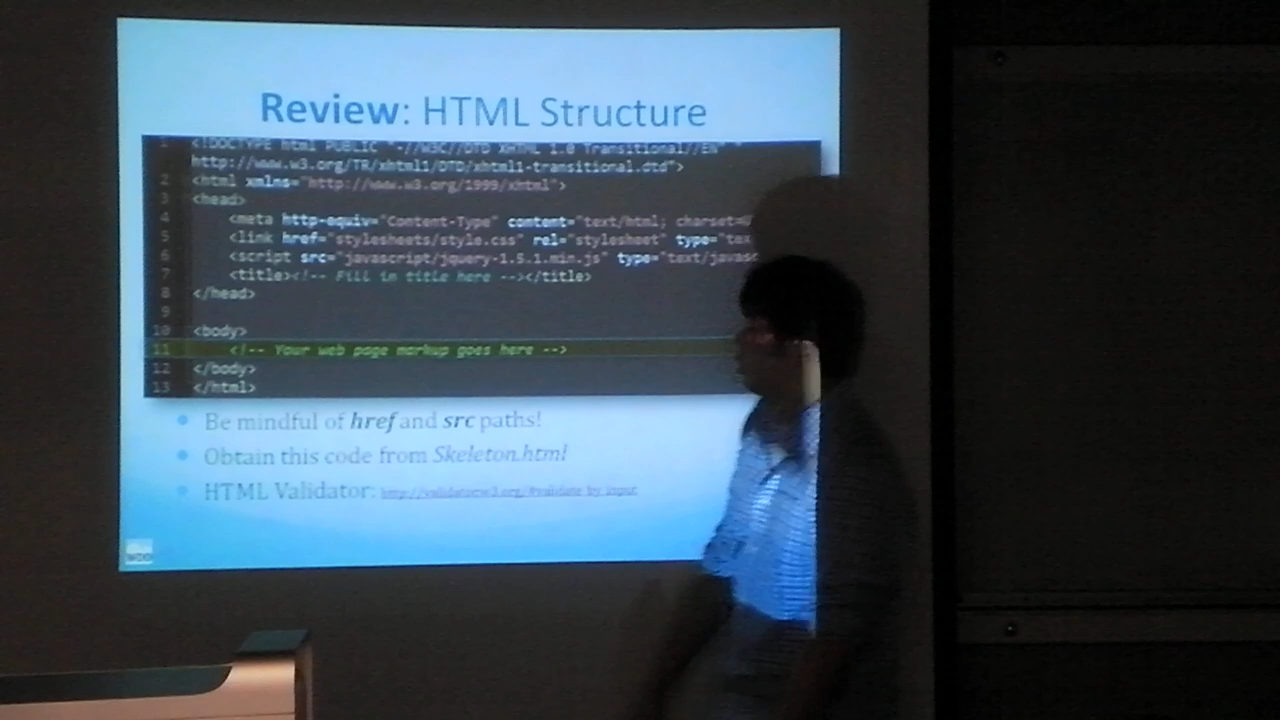 Review: HTML Structure
1 <!DOCTYPE html PUBLIC "-//W3C//DTD XHTML 1.0 Transitional//EN" "
http://www.w3.org/TR/xhtml1/DTD/xhtml1-transitional.dtd">
2 <html xmlns="http://www.w3.org/1999/xhtml">
3 <head>
4 <meta http-equiv="Content-Type" content="text/html; charset=U
5 <link href="stylesheets/style.css" rel="stylesheet" type="tex
6 <script src="javascript/jquery-1.5.1.min.js" type="text/javasc
7 <title><!-- Fill in title here --></title>
8 </head>
9
10 <body>
11 <!-- Your web page markup goes here -->
12 </body>
13 </html>
Be mindful of href and src paths!
Obtain this code from Skeleton.html
HTML Validator: http://validator.w3.org/#validate_by_input